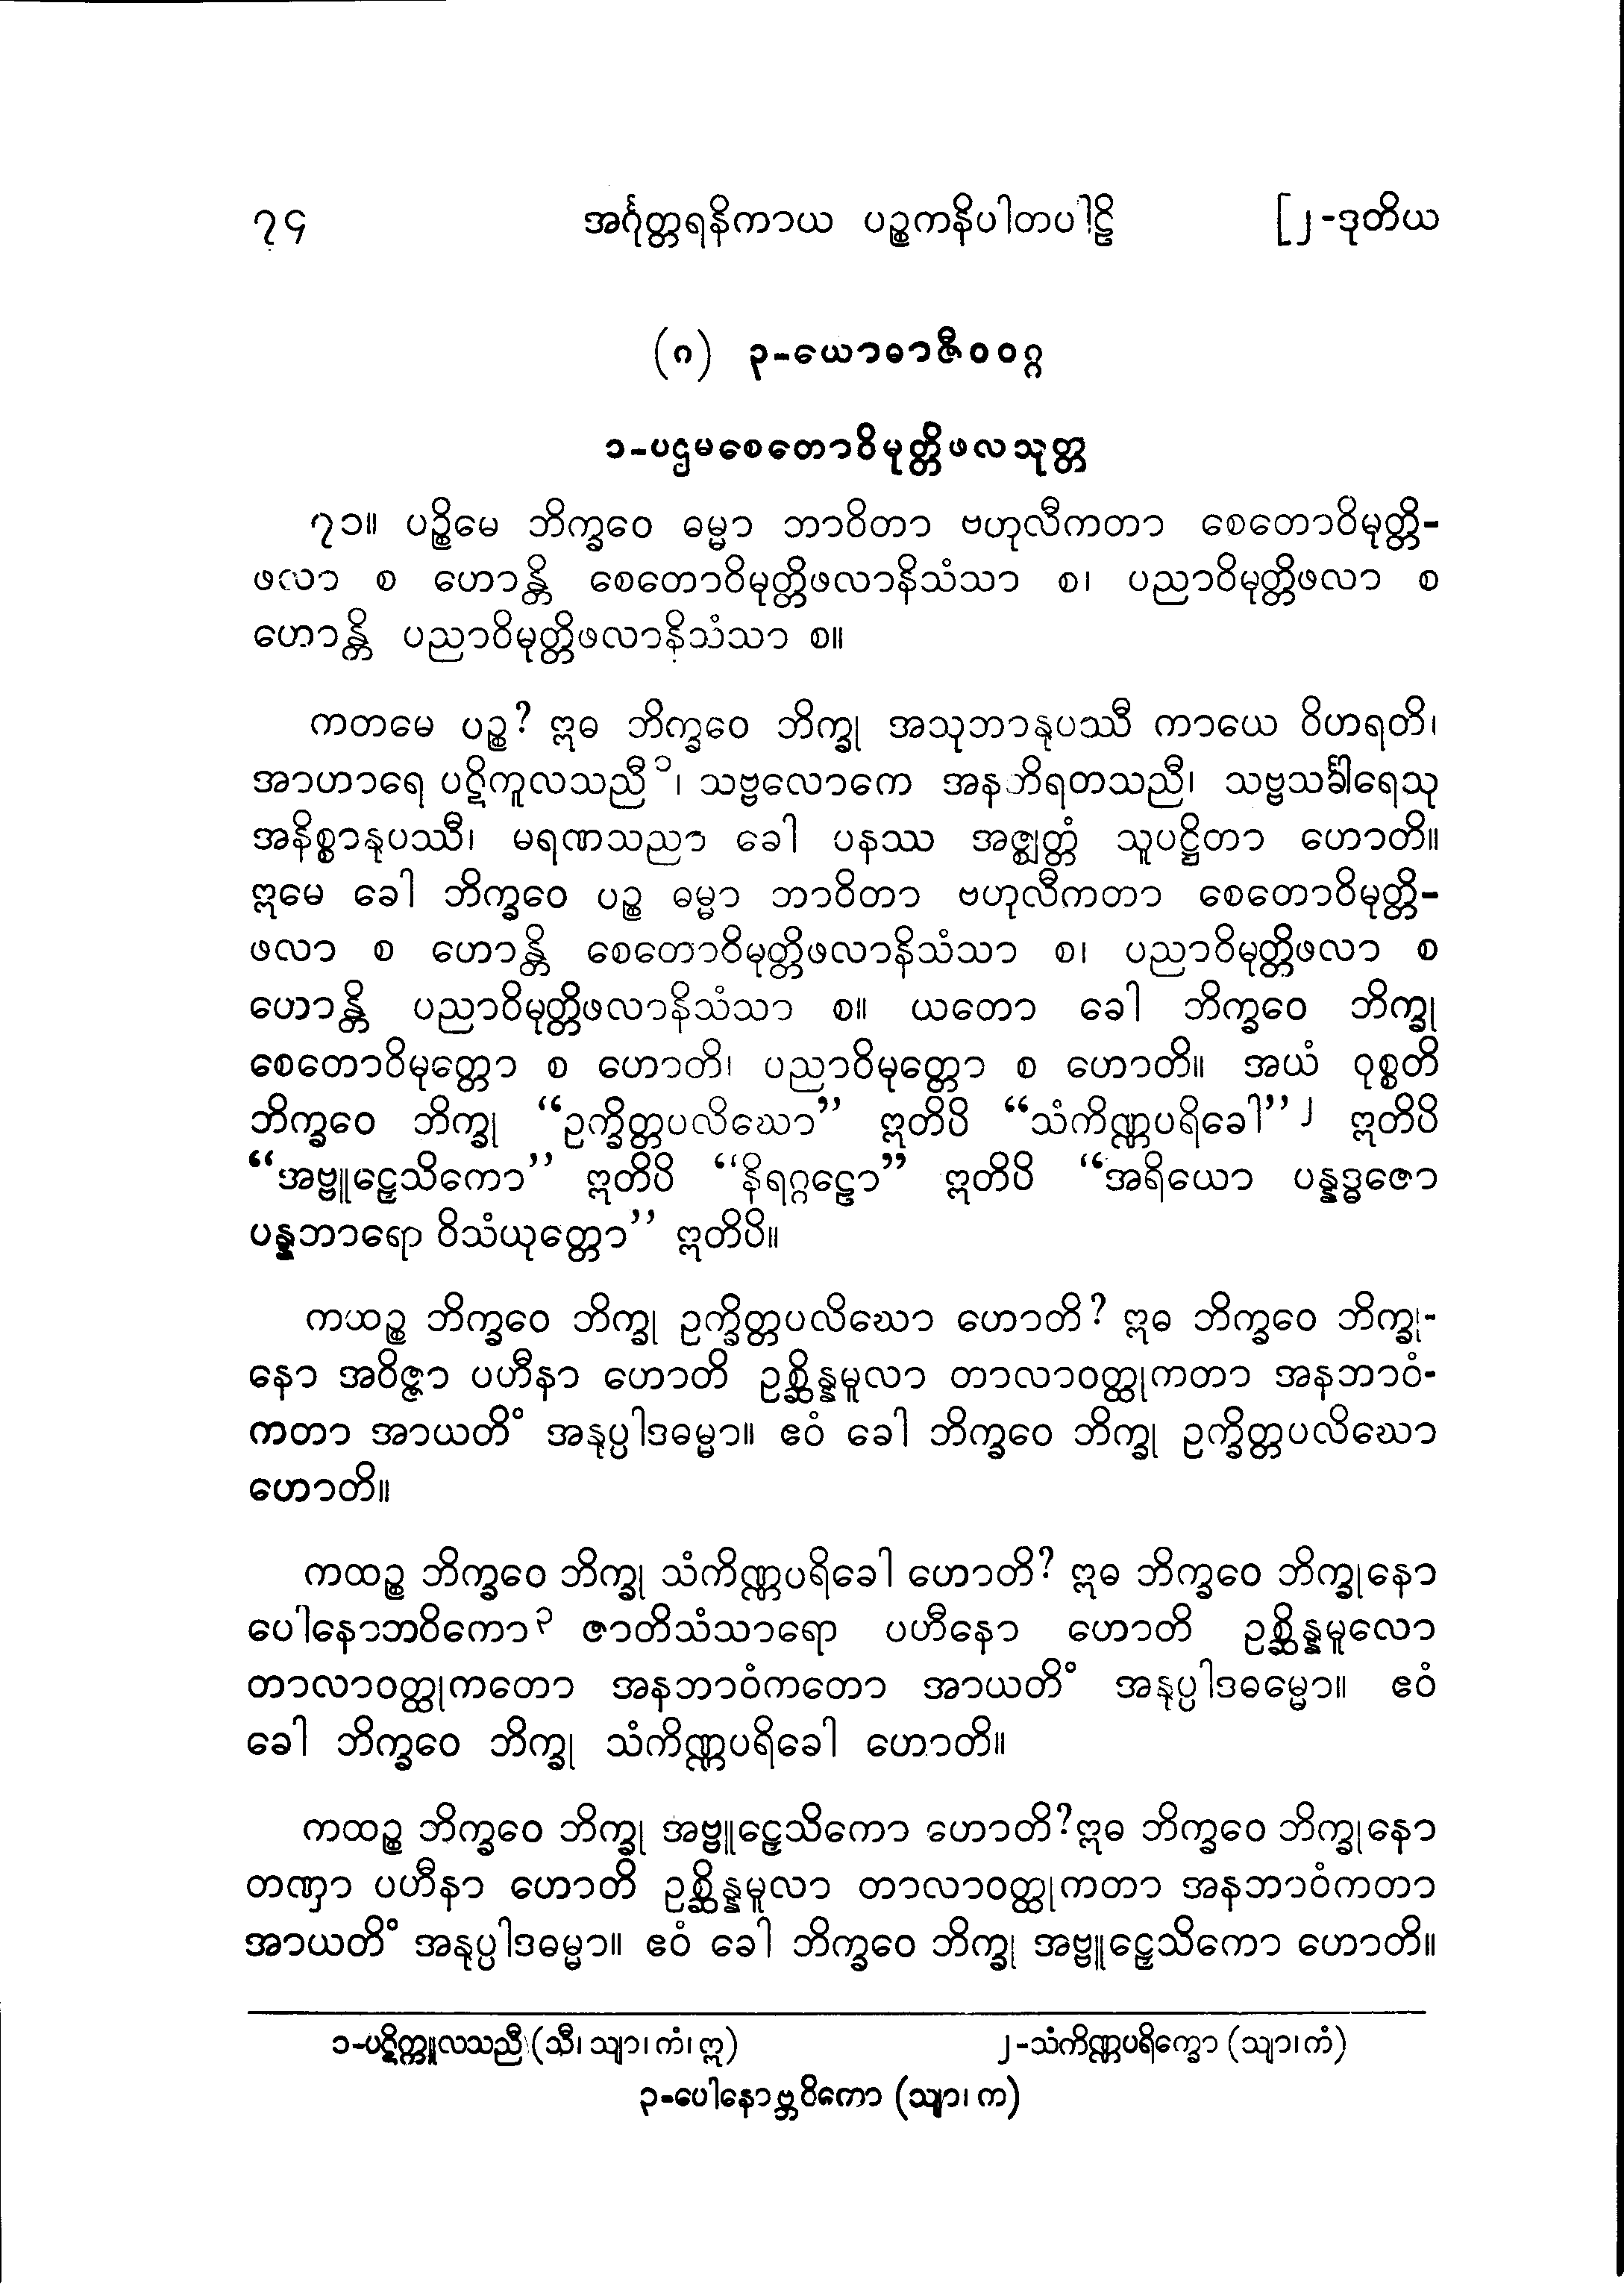 ၇၄ အင်္ဂုတ္တရနိကာယ ပဉ္စကနိပါတပါဠိ [၂-ဒုတိယ
(ဂ) ၃-ယောဓာဇီဝဝဂ္ဂ
၁-ပဌမစေတောဝိမုတ္တိဖလသုတ္တ
၇၁။ ပဉ္စိမေ ဘိက္ခဝေ ဓမ္မာ ဘာဝိတာ ဗဟုလီကတာ စေတောဝိမုတ္တိ-
ဖလာ စ ဟောန္တိ စေတောဝိမုတ္တိဖလာနိသံသာ စ၊ ပညာဝိမုတ္တိဖလာ စ
ဟောန္တိ ပညာဝိမုတ္တိဖလာနိသံသာ စ။
ကတမေ ပဉ္စ? ဣဓ ဘိက္ခဝေ ဘိက္ခု အသုဘာနုပဿီ ကာယေ ဝိဟရတိ၊
အာဟာရေ ပဋိကူလသညီ၁၊ သဗ္ဗလောကေ အနဘိရတသညီ၊ သဗ္ဗသင်္ခါရေသု
အနိစ္စာနုပဿီ၊ မရဏသညာ ခေါ ပနဿ အဇ္ဈတ္တံ သူပဋ္ဌိတာ ဟောတိ။
ဣမေ ခေါ ဘိက္ခဝေ ပဉ္စ ဓမ္မာ ဘာဝိတာ ဗဟုလီကတာ စေတောဝိမုတ္တိ-
ဖလာ စ ဟောန္တိ စေတောဝိမုတ္တိဖလာနိသံသာ စ၊ ပညာဝိမုတ္တိဖလာ စ
ဟောန္တိ ပညာဝိမုတ္တိဖလာနိသံသာ စ။ ယတော ခေါ ဘိက္ခဝေ ဘိက္ခု
စေတောဝိမုတ္တော စ ဟောတိ၊ ပညာဝိမုတ္တော စ ဟောတိ။ အယံ ဝုစ္စတိ
ဘိက္ခဝေ ဘိက္ခု “ဥက္ခိတ္တပလိဃော” ဣတိပိ “သံကိဏ္ဏပရိခေါ”၂ ဣတိပိ
“အဗ္ဗူဠှေသိကော” ဣတိပိ “နိရဂ္ဂဠော” ဣတိပိ “အရိယော ပန္နဒ္ဓဇော
ပန္နဘာရော ဝိသံယုတ္တော” ဣတိပိ။
ကထဉ္စ ဘိက္ခဝေ ဘိက္ခု ဥက္ခိတ္တပလိဃော ဟောတိ? ဣဓ ဘိက္ခဝေ ဘိက္ခု-
နော အဝိဇ္ဇာ ပဟီနာ ဟောတိ ဥစ္ဆိန္နမူလာ တာလာဝတ္ထုကတာ အနဘာဝံ-
ကတာ အာယတိံ အနုပ္ပါဒဓမ္မာ။ ဧဝံ ခေါ ဘိက္ခဝေ ဘိက္ခု ဥက္ခိတ္တပလိဃော
ဟောတိ။
ကထဉ္စ ဘိက္ခဝေ ဘိက္ခု သံကိဏ္ဏပရိခေါ ဟောတိ? ဣဓ ဘိက္ခဝေ ဘိက္ခုနော
ပေါနောဘဝိကော၃ ဇာတိသံသာရော ပဟီနော ဟောတိ ဥစ္ဆိန္နမူလော
တာလာဝတ္ထုကတော အနဘာဝံကတော အာယတိံ အနုပ္ပါဒဓမ္မော။ ဧဝံ
ခေါ ဘိက္ခဝေ ဘိက္ခု သံကိဏ္ဏပရိခေါ ဟောတိ။
ကထဉ္စ ဘိက္ခဝေ ဘိက္ခု အဗ္ဗူဠှေသိကော ဟောတိ?ဣဓ ဘိက္ခဝေ ဘိက္ခုနော
တဏှာ ပဟီနာ ဟောတိ ဥစ္ဆိန္နမူလာ တာလာဝတ္ထုကတာ အနဘာဝံကတာ
အာယတိံ အနုပ္ပါဒဓမ္မာ။ ဧဝံ ခေါ ဘိက္ခဝေ ဘိက္ခု အဗ္ဗူဠှေသိကော ဟောတိ။
၁-ပဋိက္ကူလသညီ (သီ၊ သျာ၊ ကံ၊ ဣ) ၂-သံကိဏ္ဏပရိက္ခော (သျာ၊ကံ)
၃-ပေါနောဗ္ဘဝိကော (သျာ၊ က)